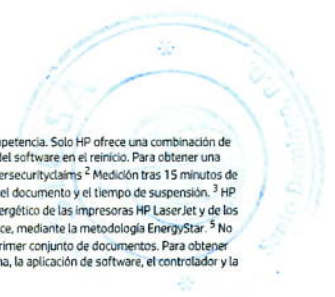 petencia. Solo HP ofrece una combinación de
del software en el reinicio. Para obtener una
ersecurityclaims ² Medición tras 15 minutos de
el documento y el tiempo de suspensión. ³ HP
ergético de las impresoras HP LaserJet y de los
ce, mediante la metodología EnergyStar. ⁵ No
rimer conjunto de documentos. Para obtener
na, la aplicación de software, el controlador y la